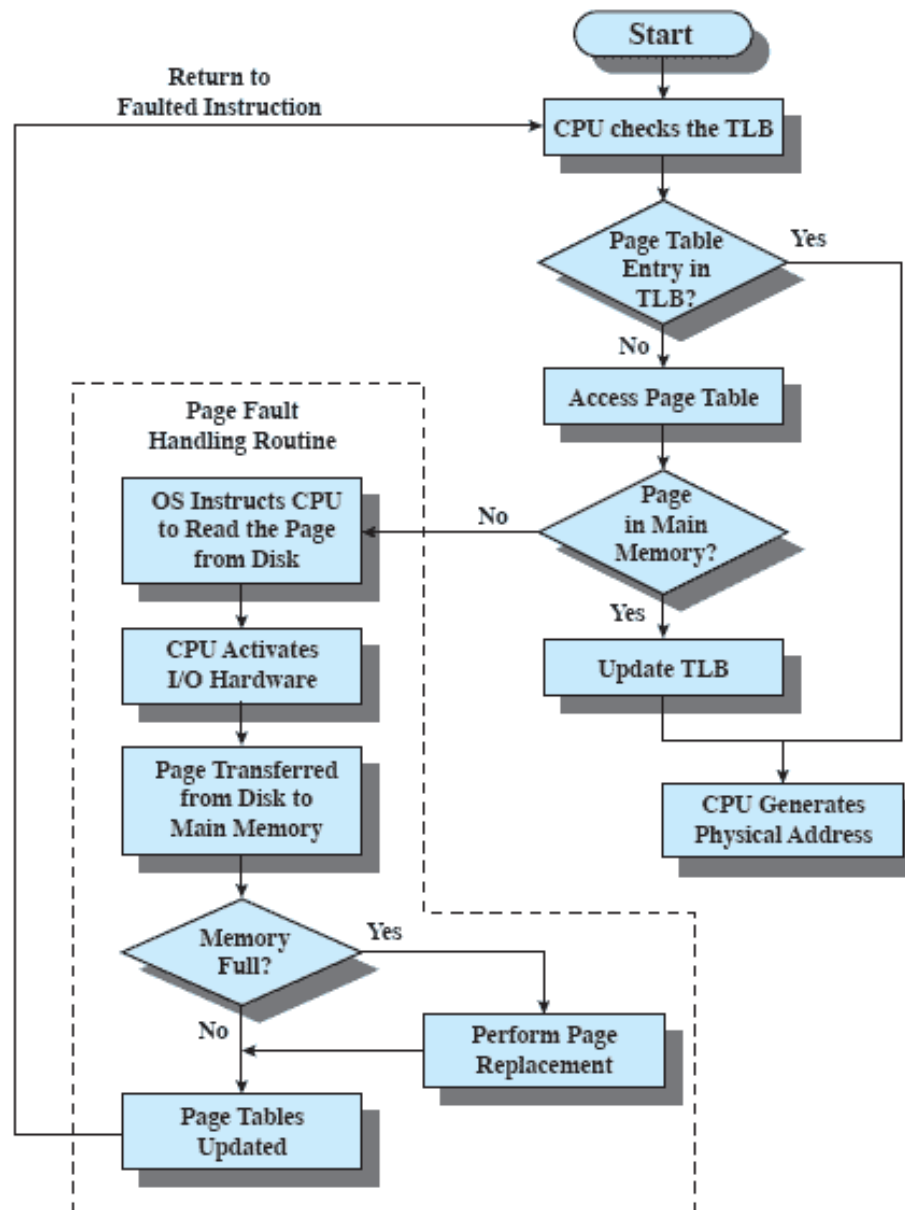 Start
Return to
Faulted Instruction
CPU checks the TLB
Page Table
Entry in
TLB?
Yes
No
Access Page Table
Page Fault
Handling Routine
OS Instructs CPU
to Read the Page
from Disk
No
Page
in Main
Memory?
Yes
CPU Activates
I/O Hardware
Update TLB
Page Transferred
from Disk to
Main Memory
CPU Generates
Physical Address
Memory
Full?
Yes
No
Perform Page
Replacement
Page Tables
Updated